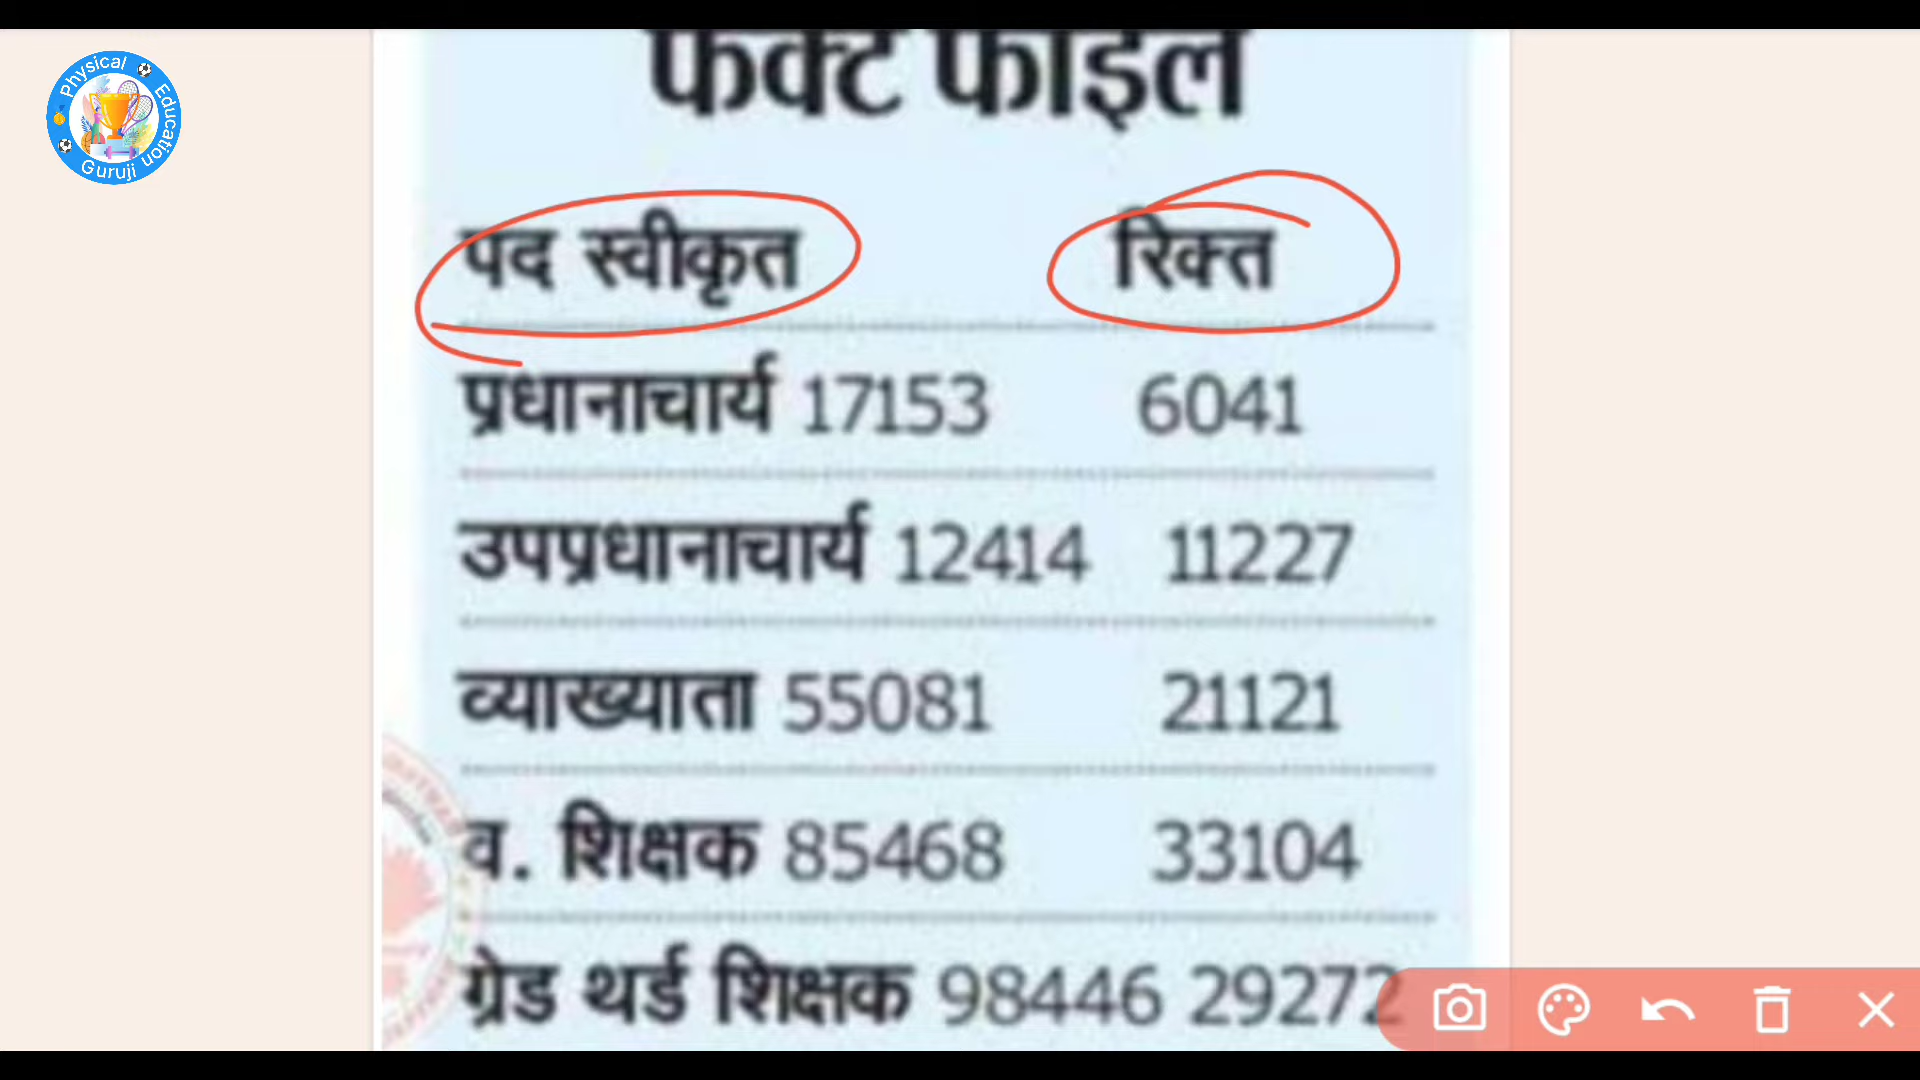 Physical Education Guruji
फैक्ट फाइल
पद स्वीकृत रिक्त
प्रधानाचार्य 17153 6041
उपप्रधानाचार्य 12414 11227
व्याख्याता 55081 21121
व. शिक्षक 85468 33104
ग्रेड थर्ड शिक्षक 98446 29272